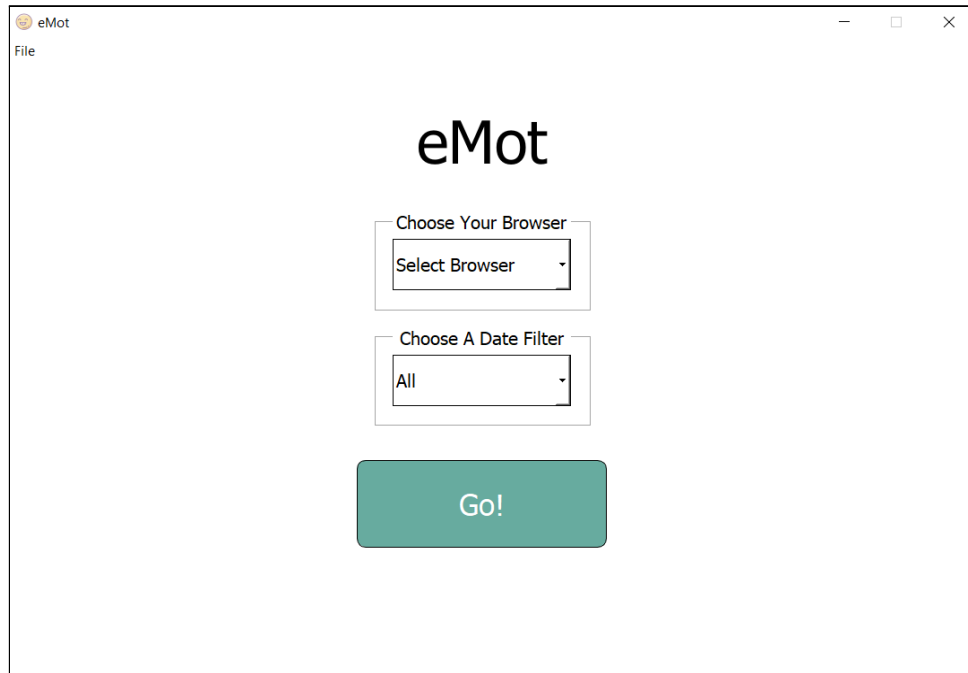 eMot
File
eMot
Choose Your Browser
Select Browser
Choose A Date Filter
All
Go!